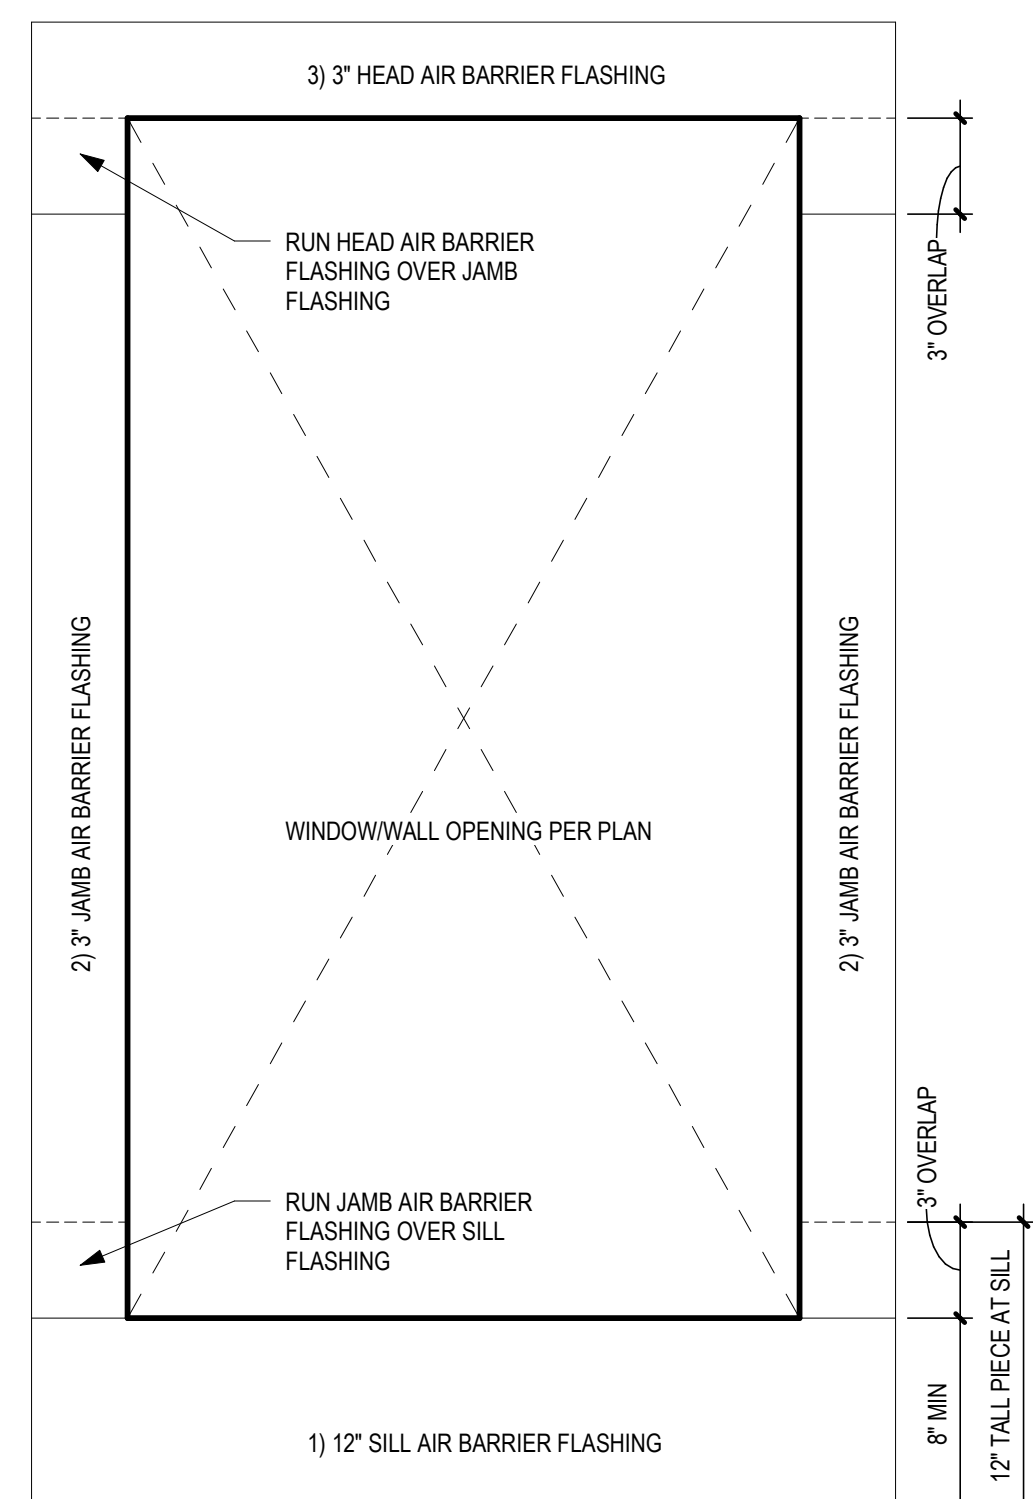 3) 3" HEAD AIR BARRIER FLASHING
RUN HEAD AIR BARRIER
FLASHING OVER JAMB
FLASHING
3" OVERLAP
2) 3" JAMB AIR BARRIER FLASHING
2) 3" JAMB AIR BARRIER FLASHING
WINDOW/WALL OPENING PER PLAN
RUN JAMB AIR BARRIER
FLASHING OVER SILL
FLASHING
3" OVERLAP
8" MIN
12" TALL PIECE AT SILL
1) 12" SILL AIR BARRIER FLASHING